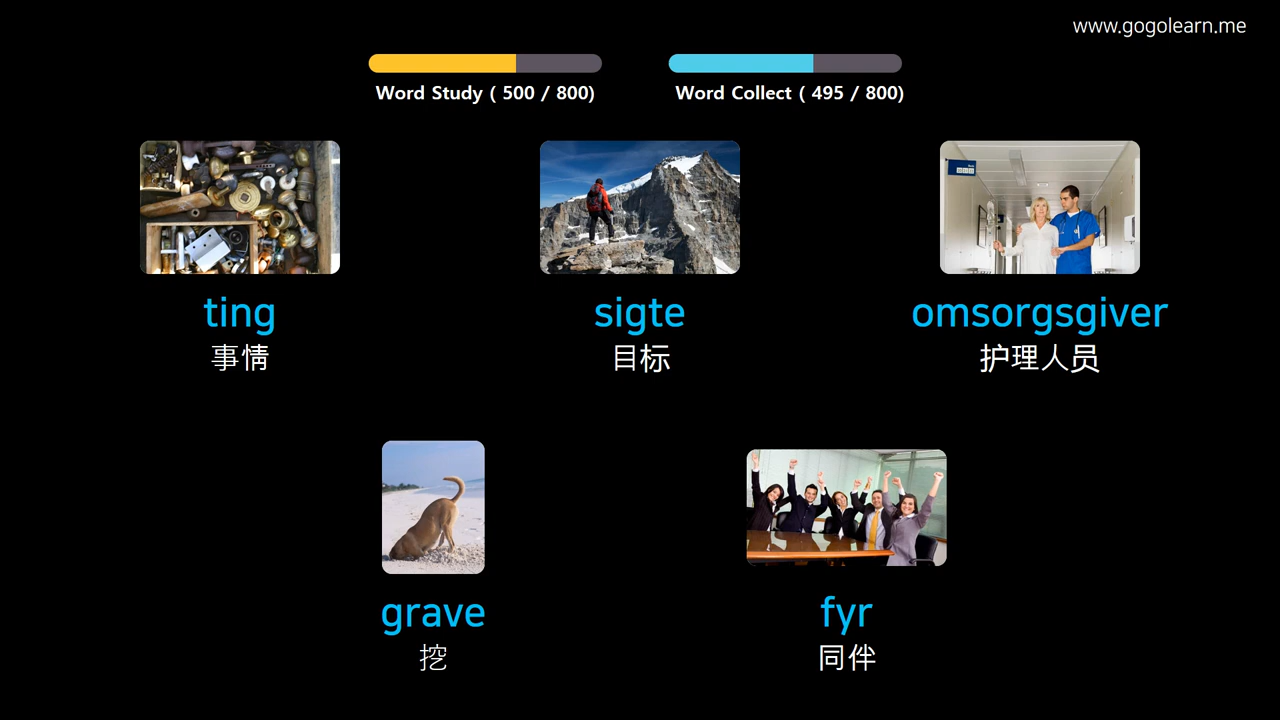 www.gogolearn.me
Word Study ( 500 / 800)
Word Collect ( 495 / 800)
ting
事情
sigte
目标
omsorgsgiver
护理人员
grave
挖
fyr
同伴